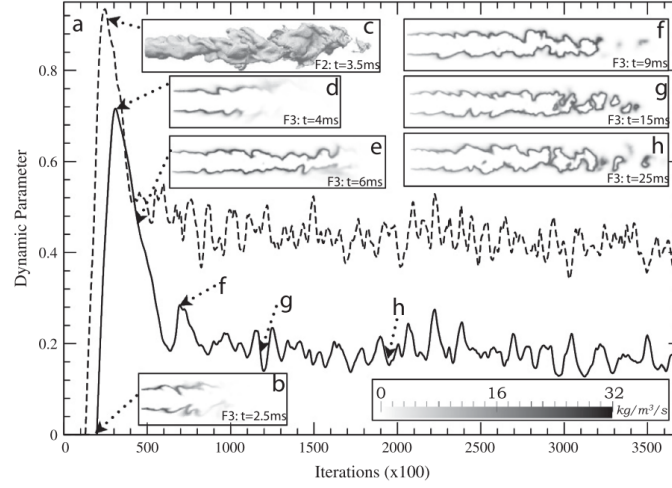 a
c
F2: t=3.5ms
d
F3: t=4ms
e
F3: t=6ms
f
F3: t=9ms
g
F3: t=15ms
h
F3: t=25ms
0.8
0.6
0.4
0.2
0
Dynamic Parameter
f
g
h
b
F3: t=2.5ms
0 16 32
kg/m³/s
0 500 1000 1500 2000 2500 3000 3500
Iterations (x100)